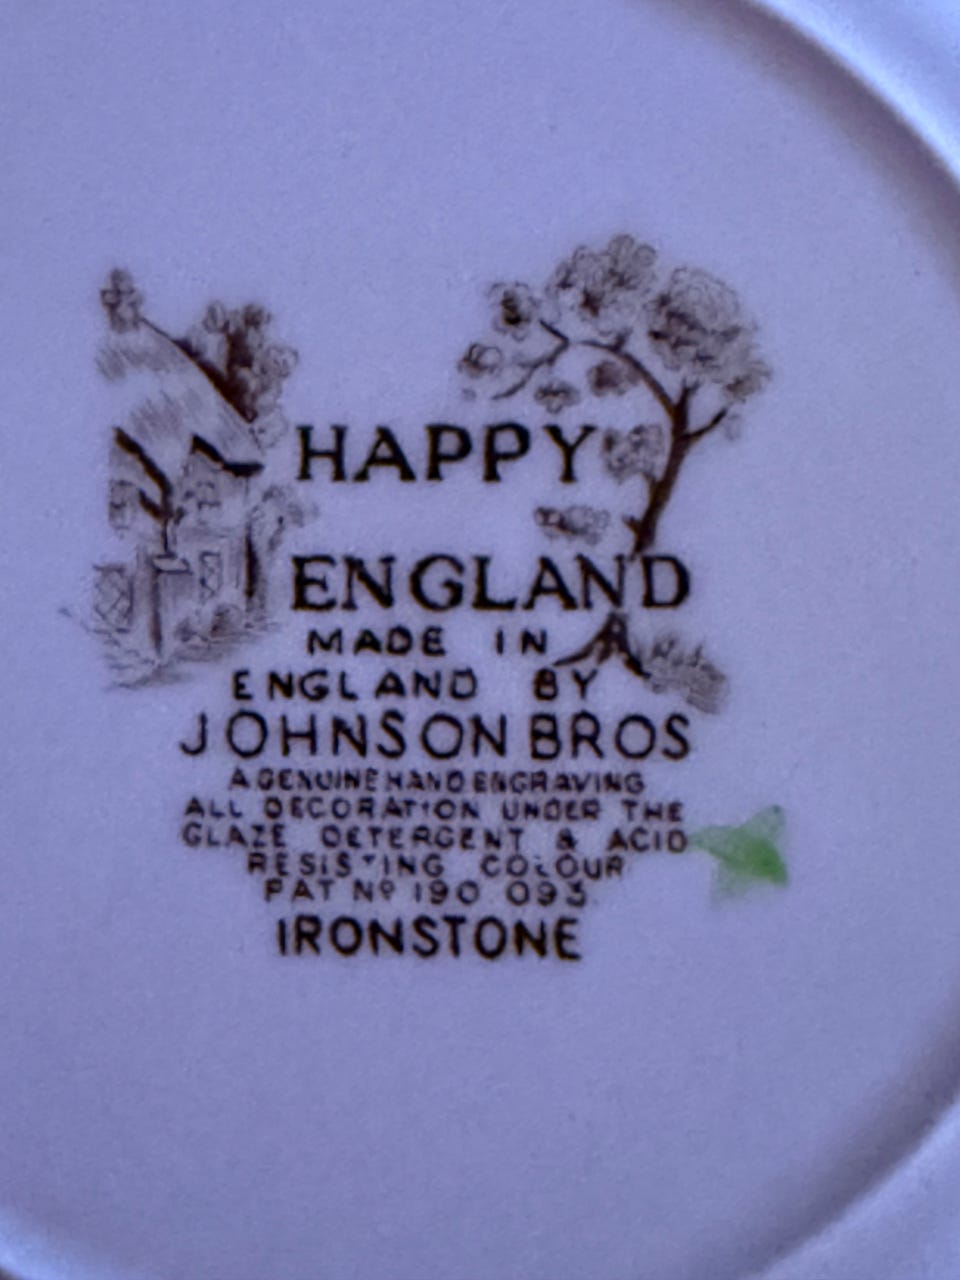 HAPPY
ENGLAND
MADE IN
ENGLAND BY
JOHNSON BROS
A GENUINE HAND ENGRAVING
ALL DECORATION UNDER THE
GLAZE DETERGENT & ACID
RESISTING COLOUR
PAT Nº 190 093
IRONSTONE